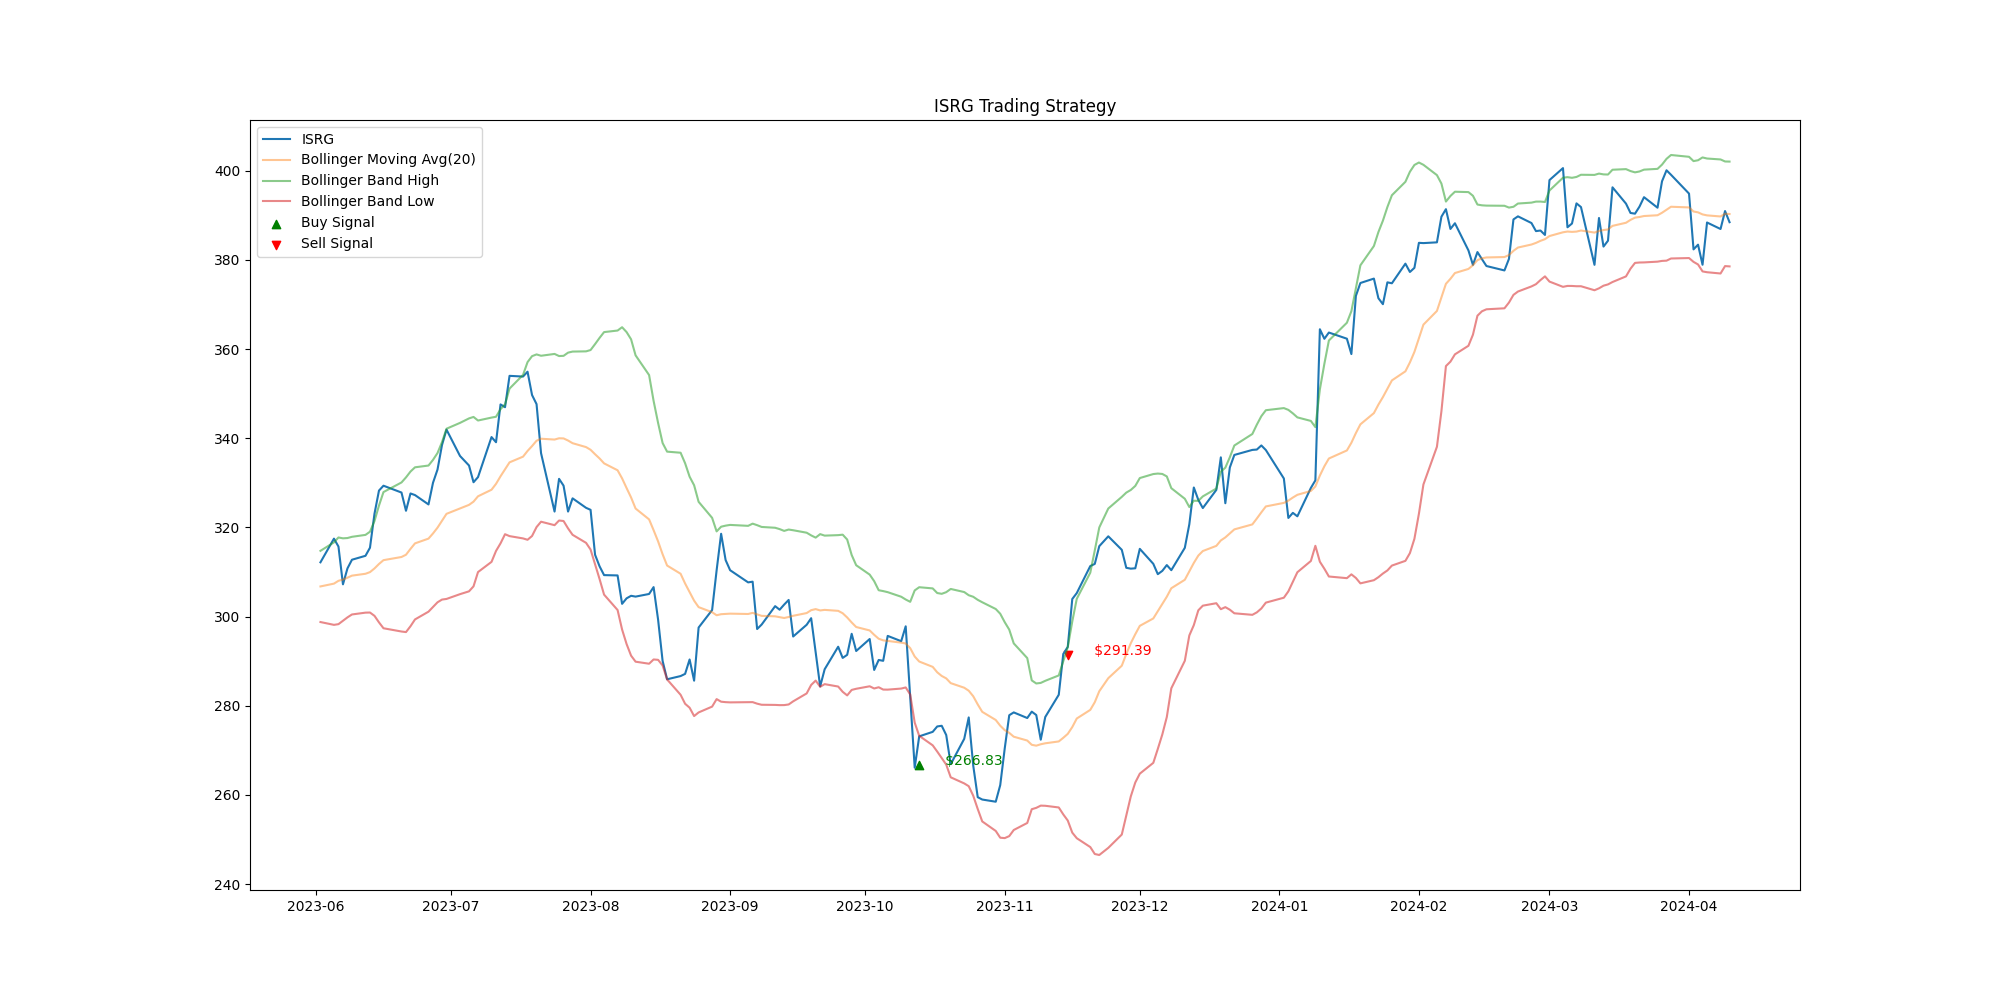 ISRG Trading Strategy
ISRG
Bollinger Moving Avg(20)
Bollinger Band High
Bollinger Band Low
Buy Signal
Sell Signal
400
380
360
340
320
300
280
260
240
$291.39
$266.83
2023-06 2023-07 2023-08 2023-09 2023-10 2023-11 2023-12 2024-01 2024-02 2024-03 2024-04